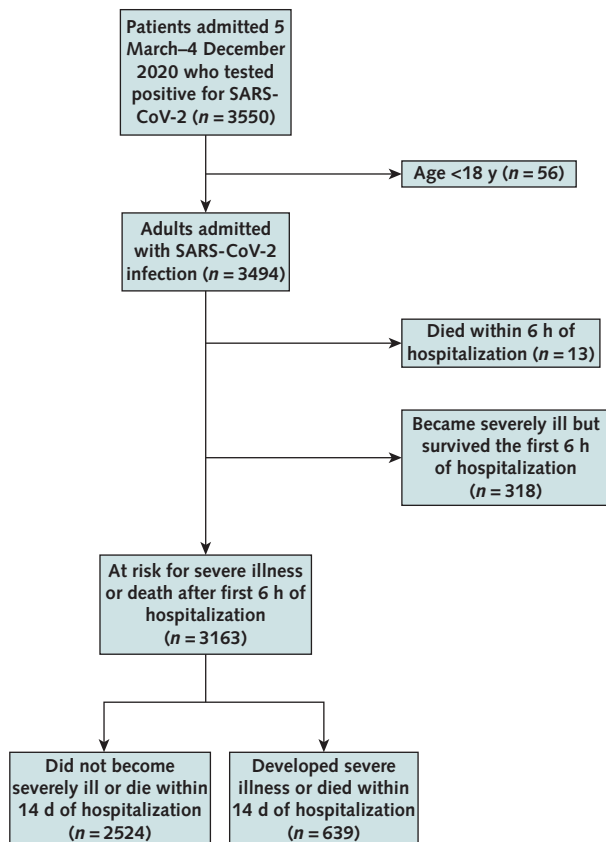 Patients admitted 5
March–4 December
2020 who tested
positive for SARS-
CoV-2 (n = 3550)
Age <18 y (n = 56)
Adults admitted
with SARS-CoV-2
infection (n = 3494)
Died within 6 h of
hospitalization (n = 13)
Became severely ill but
survived the first 6 h
of hospitalization
(n = 318)
At risk for severe illness
or death after first 6 h of
hospitalization
(n = 3163)
Did not become
severely ill or die within
14 d of hospitalization
(n = 2524)
Developed severe
illness or died within
14 d of hospitalization
(n = 639)